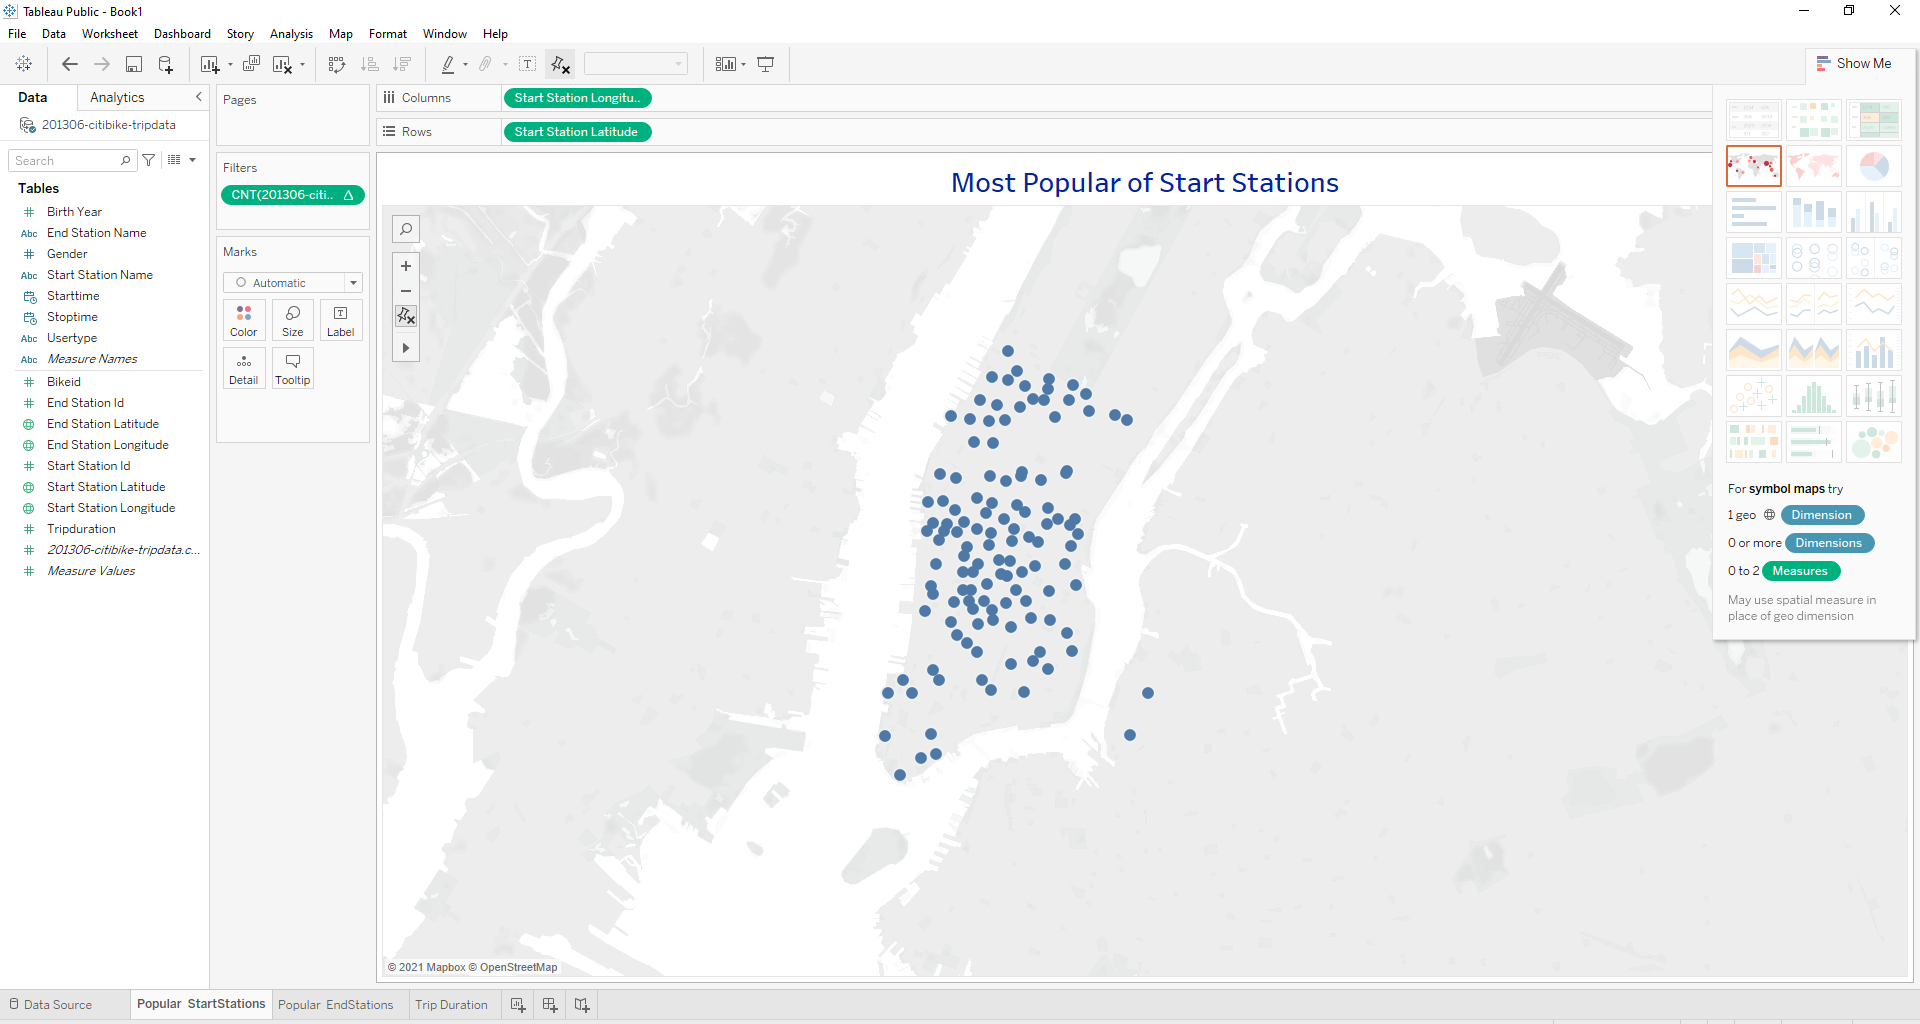 Tableau Public - Book1
File Data Worksheet Dashboard Story Analysis Map Format Window Help
Show Me
Data Analytics
201306-citibike-tripdata
Search
Tables
Birth Year
Abc End Station Name
Gender
Abc Start Station Name
Starttime
Stoptime
Abc Usertype
Abc Measure Names
Bikeid
End Station Id
End Station Latitude
End Station Longitude
Start Station Id
Start Station Latitude
Start Station Longitude
Tripduration
201306-citibike-tripdata.c...
Measure Values
Pages
Filters
CNT(201306-citi.. Δ
Marks
Automatic
Color Size Label
Detail Tooltip
Columns Start Station Longitu..
Rows Start Station Latitude
Most Popular of Start Stations
© 2021 Mapbox © OpenStreetMap
For symbol maps try
1 geo Dimension
0 or more Dimensions
0 to 2 Measures
May use spatial measure in
place of geo dimension
Data Source Popular StartStations Popular EndStations Trip Duration